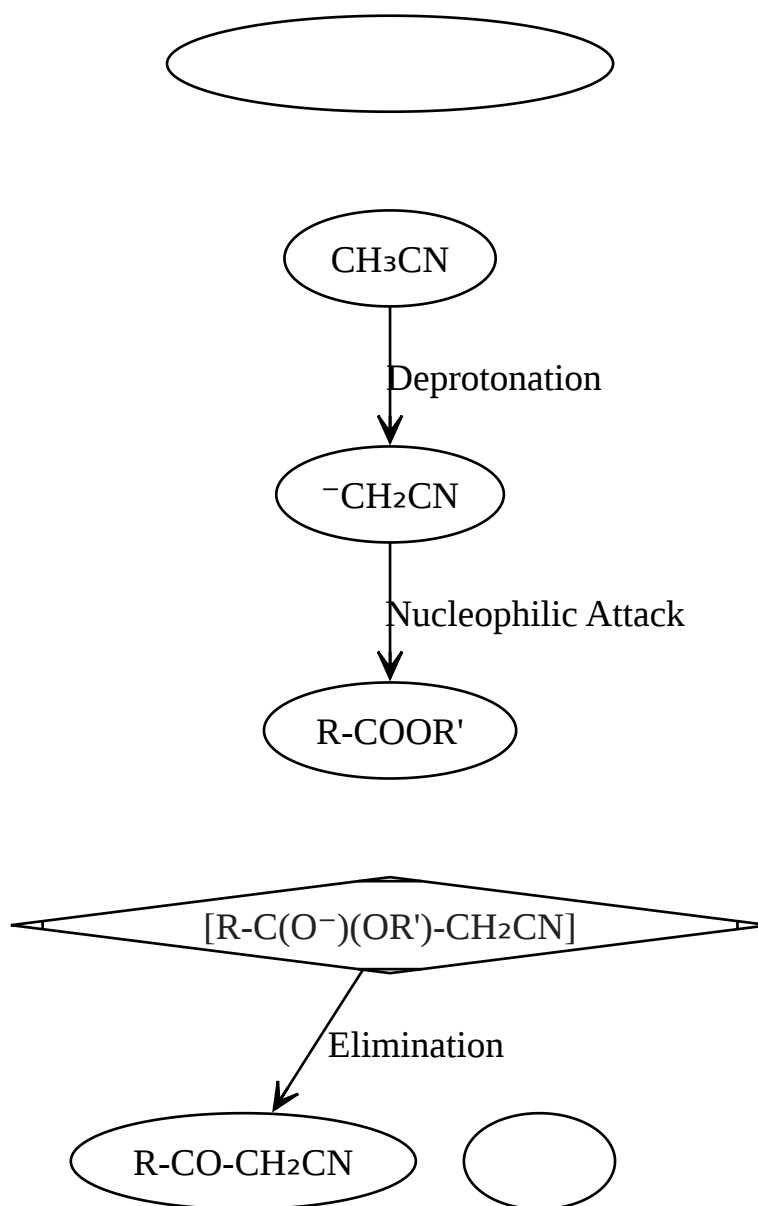 CH₃CN
Deprotonation
⁻CH₂CN
Nucleophilic Attack
R-COOR'
[R-C(O⁻)(OR')-CH₂CN]
Elimination
R-CO-CH₂CN